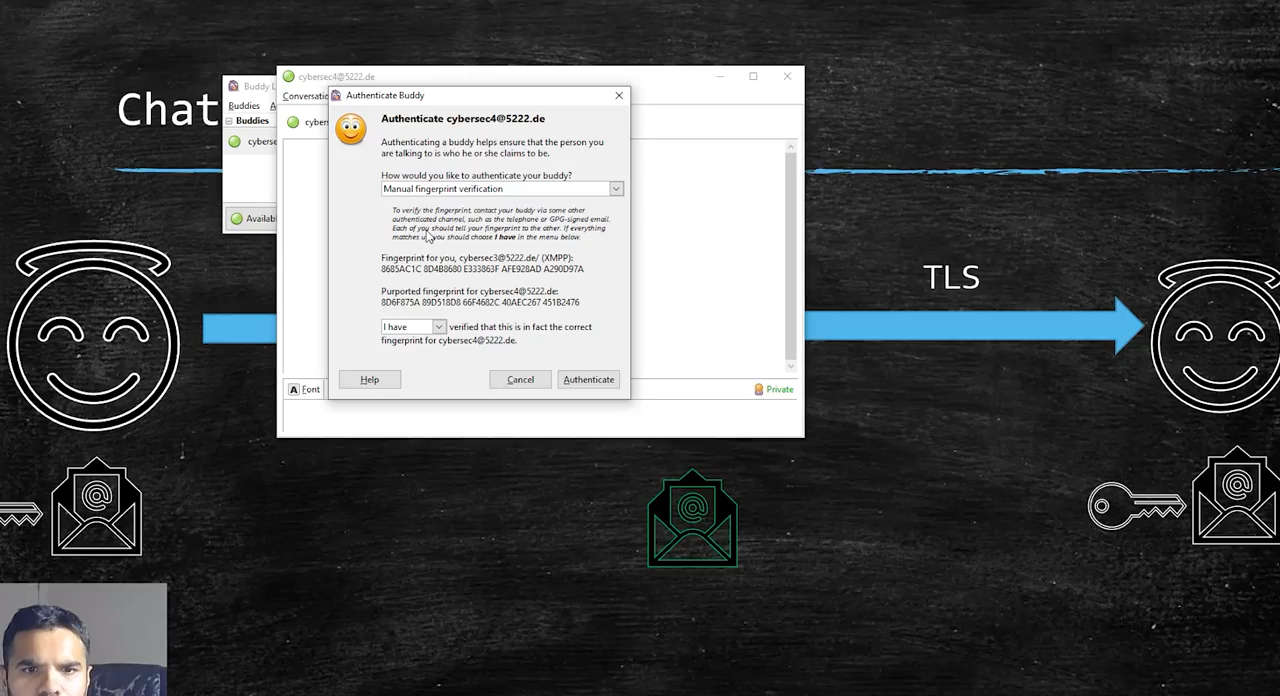 Chat
Buddy L
Buddies
Buddies
cyberse
Availab
cybersec4@5222.de
Conversatio
cybers
Authenticate Buddy
Authenticate cybersec4@5222.de
Authenticating a buddy helps ensure that the person you
are talking to is who he or she claims to be.
How would you like to authenticate your buddy?
Manual fingerprint verification
To verify the fingerprint, contact your buddy via some other
authenticated channel, such as the telephone or GPG-signed email.
Each of you should tell your fingerprint to the other. If everything
matches you should choose I have in the menu below.
Fingerprint for you, cybersec3@5222.de/ (XMPP):
8685AC1C 8D4B8680 E333863F AFE928AD A290D97A
Purported fingerprint for cybersec4@5222.de:
8D6F875A 89D518D8 66F4682C 40AEC267 451B2476
I have verified that this is in fact the correct
fingerprint for cybersec4@5222.de.
Help Cancel Authenticate
A Font
Private
TLS
@
@
@